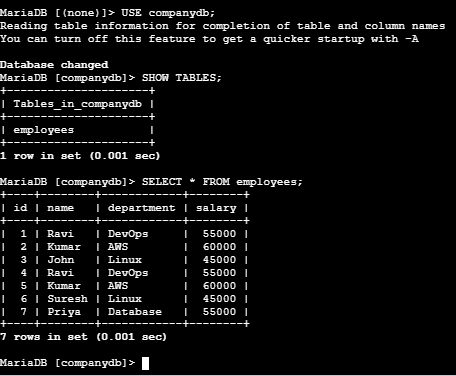 MariaDB [(none)]> USE companydb;
Reading table information for completion of table and column names
You can turn off this feature to get a quicker startup with -A
Database changed
MariaDB [companydb]> SHOW TABLES;
+---------------------+
| Tables_in_companydb |
+---------------------+
| employees           |
+---------------------+
1 row in set (0.001 sec)
MariaDB [companydb]> SELECT * FROM employees;
+----+--------+------------+--------+
| id | name   | department | salary |
+----+--------+------------+--------+
|  1 | Ravi   | DevOps     |  55000 |
|  2 | Kumar  | AWS        |  60000 |
|  3 | John   | Linux      |  45000 |
|  4 | Ravi   | DevOps     |  55000 |
|  5 | Kumar  | AWS        |  60000 |
|  6 | Suresh | Linux      |  45000 |
|  7 | Priya  | Database   |  55000 |
+----+--------+------------+--------+
7 rows in set (0.001 sec)
MariaDB [companydb]>